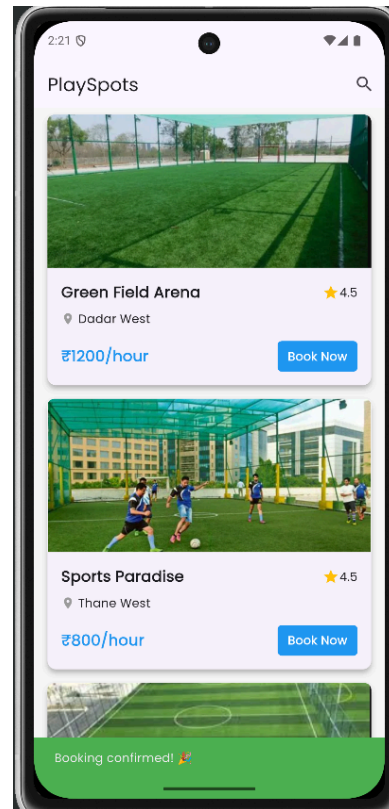 2:21
PlaySpots
Green Field Arena
4.5
Dadar West
₹1200/hour
Book Now
Sports Paradise
4.5
Thane West
₹800/hour
Book Now
Booking confirmed! 🎉